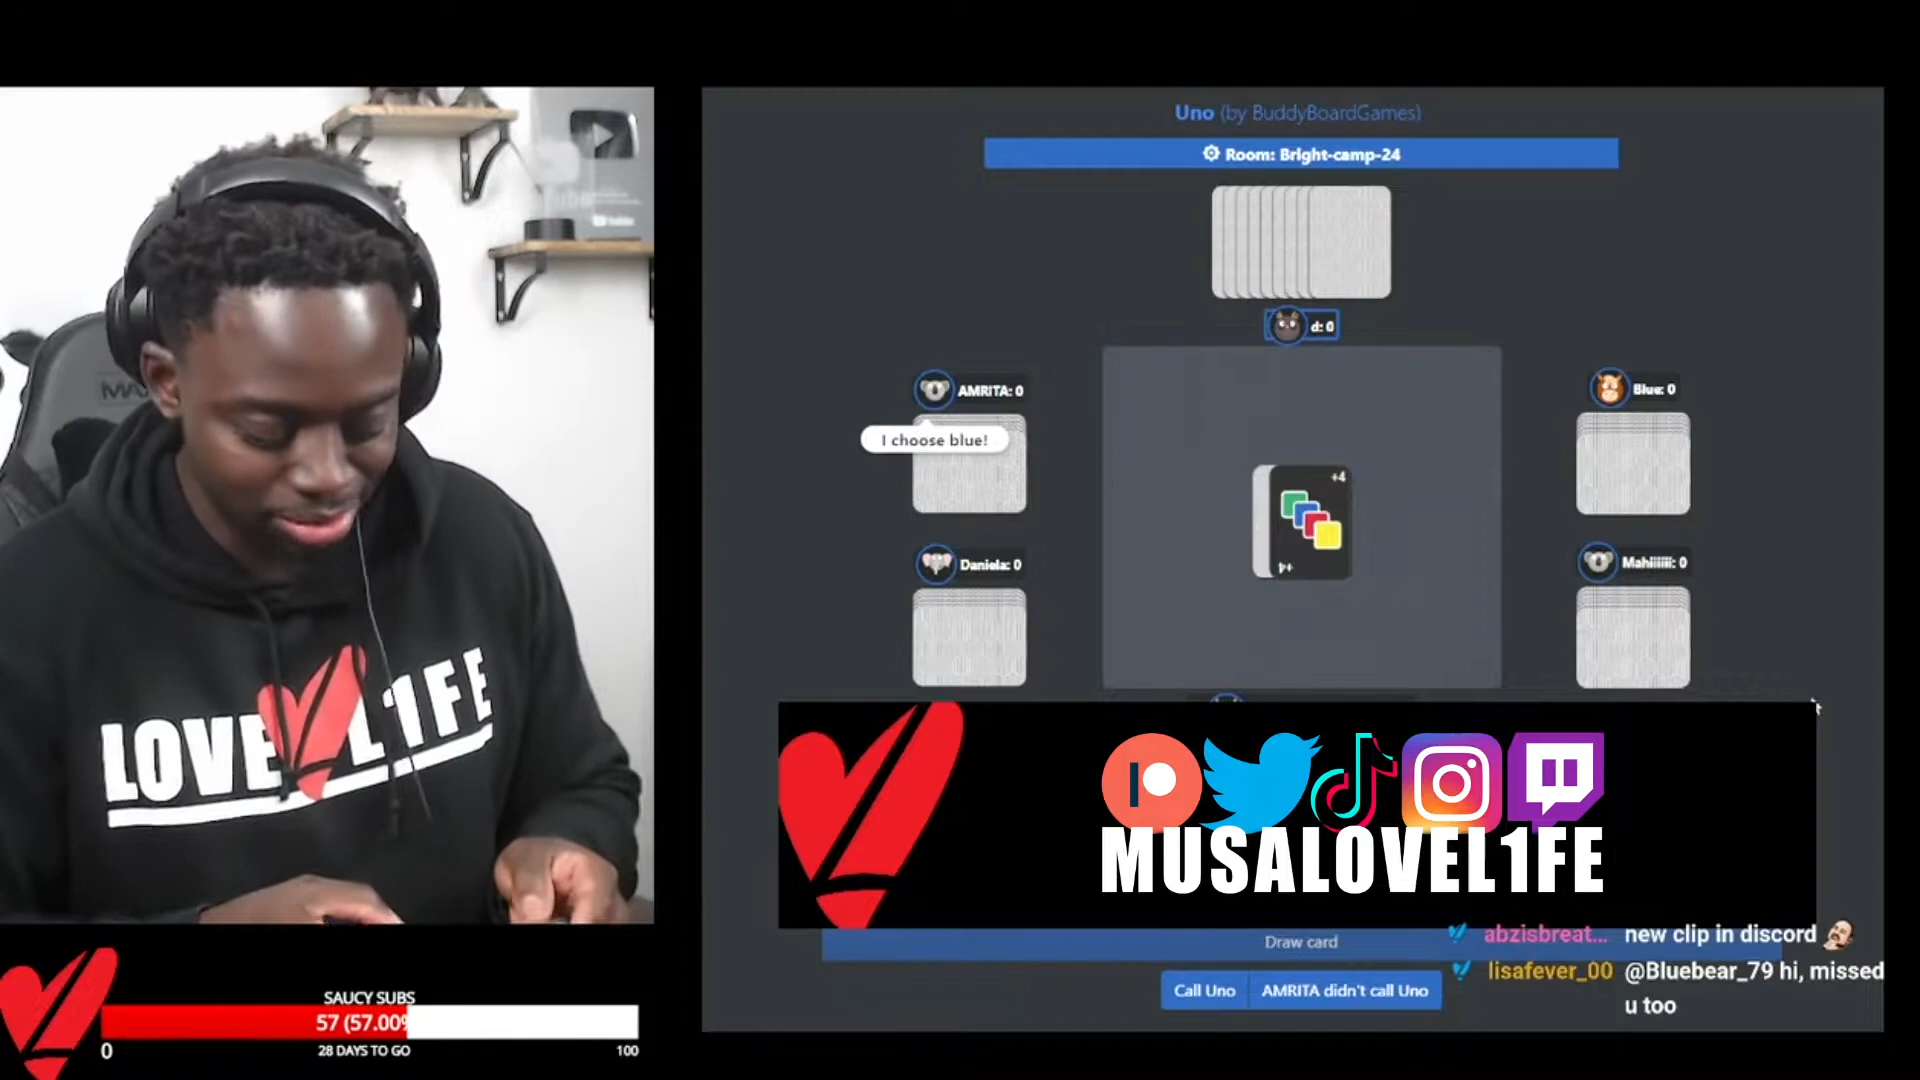 Uno (by BuddyBoardGames)
Room: Bright-camp-24
d: 0
AMRITA: 0
I choose blue!
Blue: 0
Daniela: 0
Mahiiiiii: 0
+4
+4
LOVEL1FE
MUSALOVEL1FE
Draw card
Call Uno
AMRITA didn't call Uno
abzisbreat... new clip in discord
lisafever_00 @Bluebear_79 hi, missed
u too
SAUCY SUBS
57 (57.00%
0
28 DAYS TO GO
100